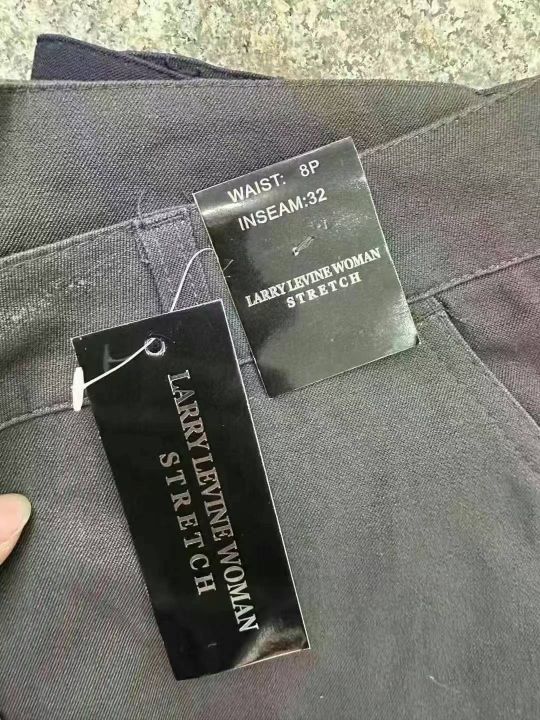 WAIST: 8P
INSEAM:32
LARRY LEVINE WOMAN
STRETCH
LARRY LEVINE WOMAN
STRETCH